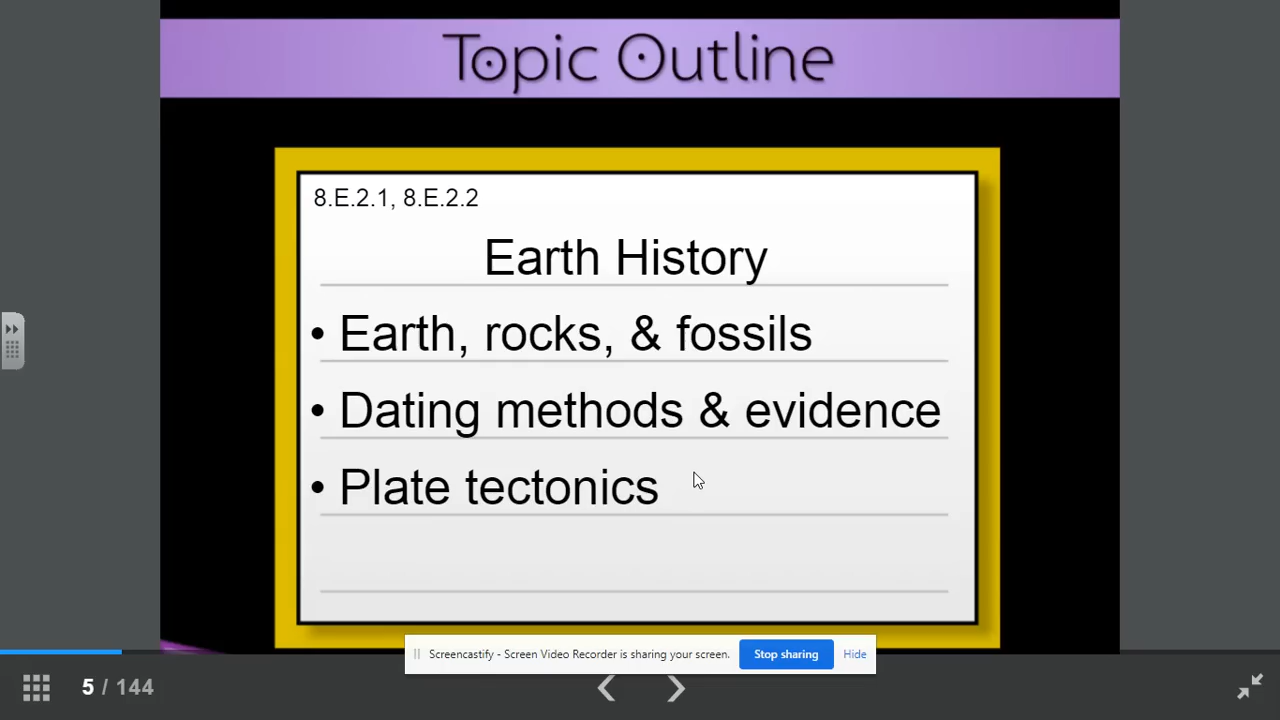 Topic Outline
8.E.2.1, 8.E.2.2
Earth History
• Earth, rocks, & fossils
• Dating methods & evidence
• Plate tectonics
Screencastify - Screen Video Recorder is sharing your screen. Stop sharing Hide
5 / 144